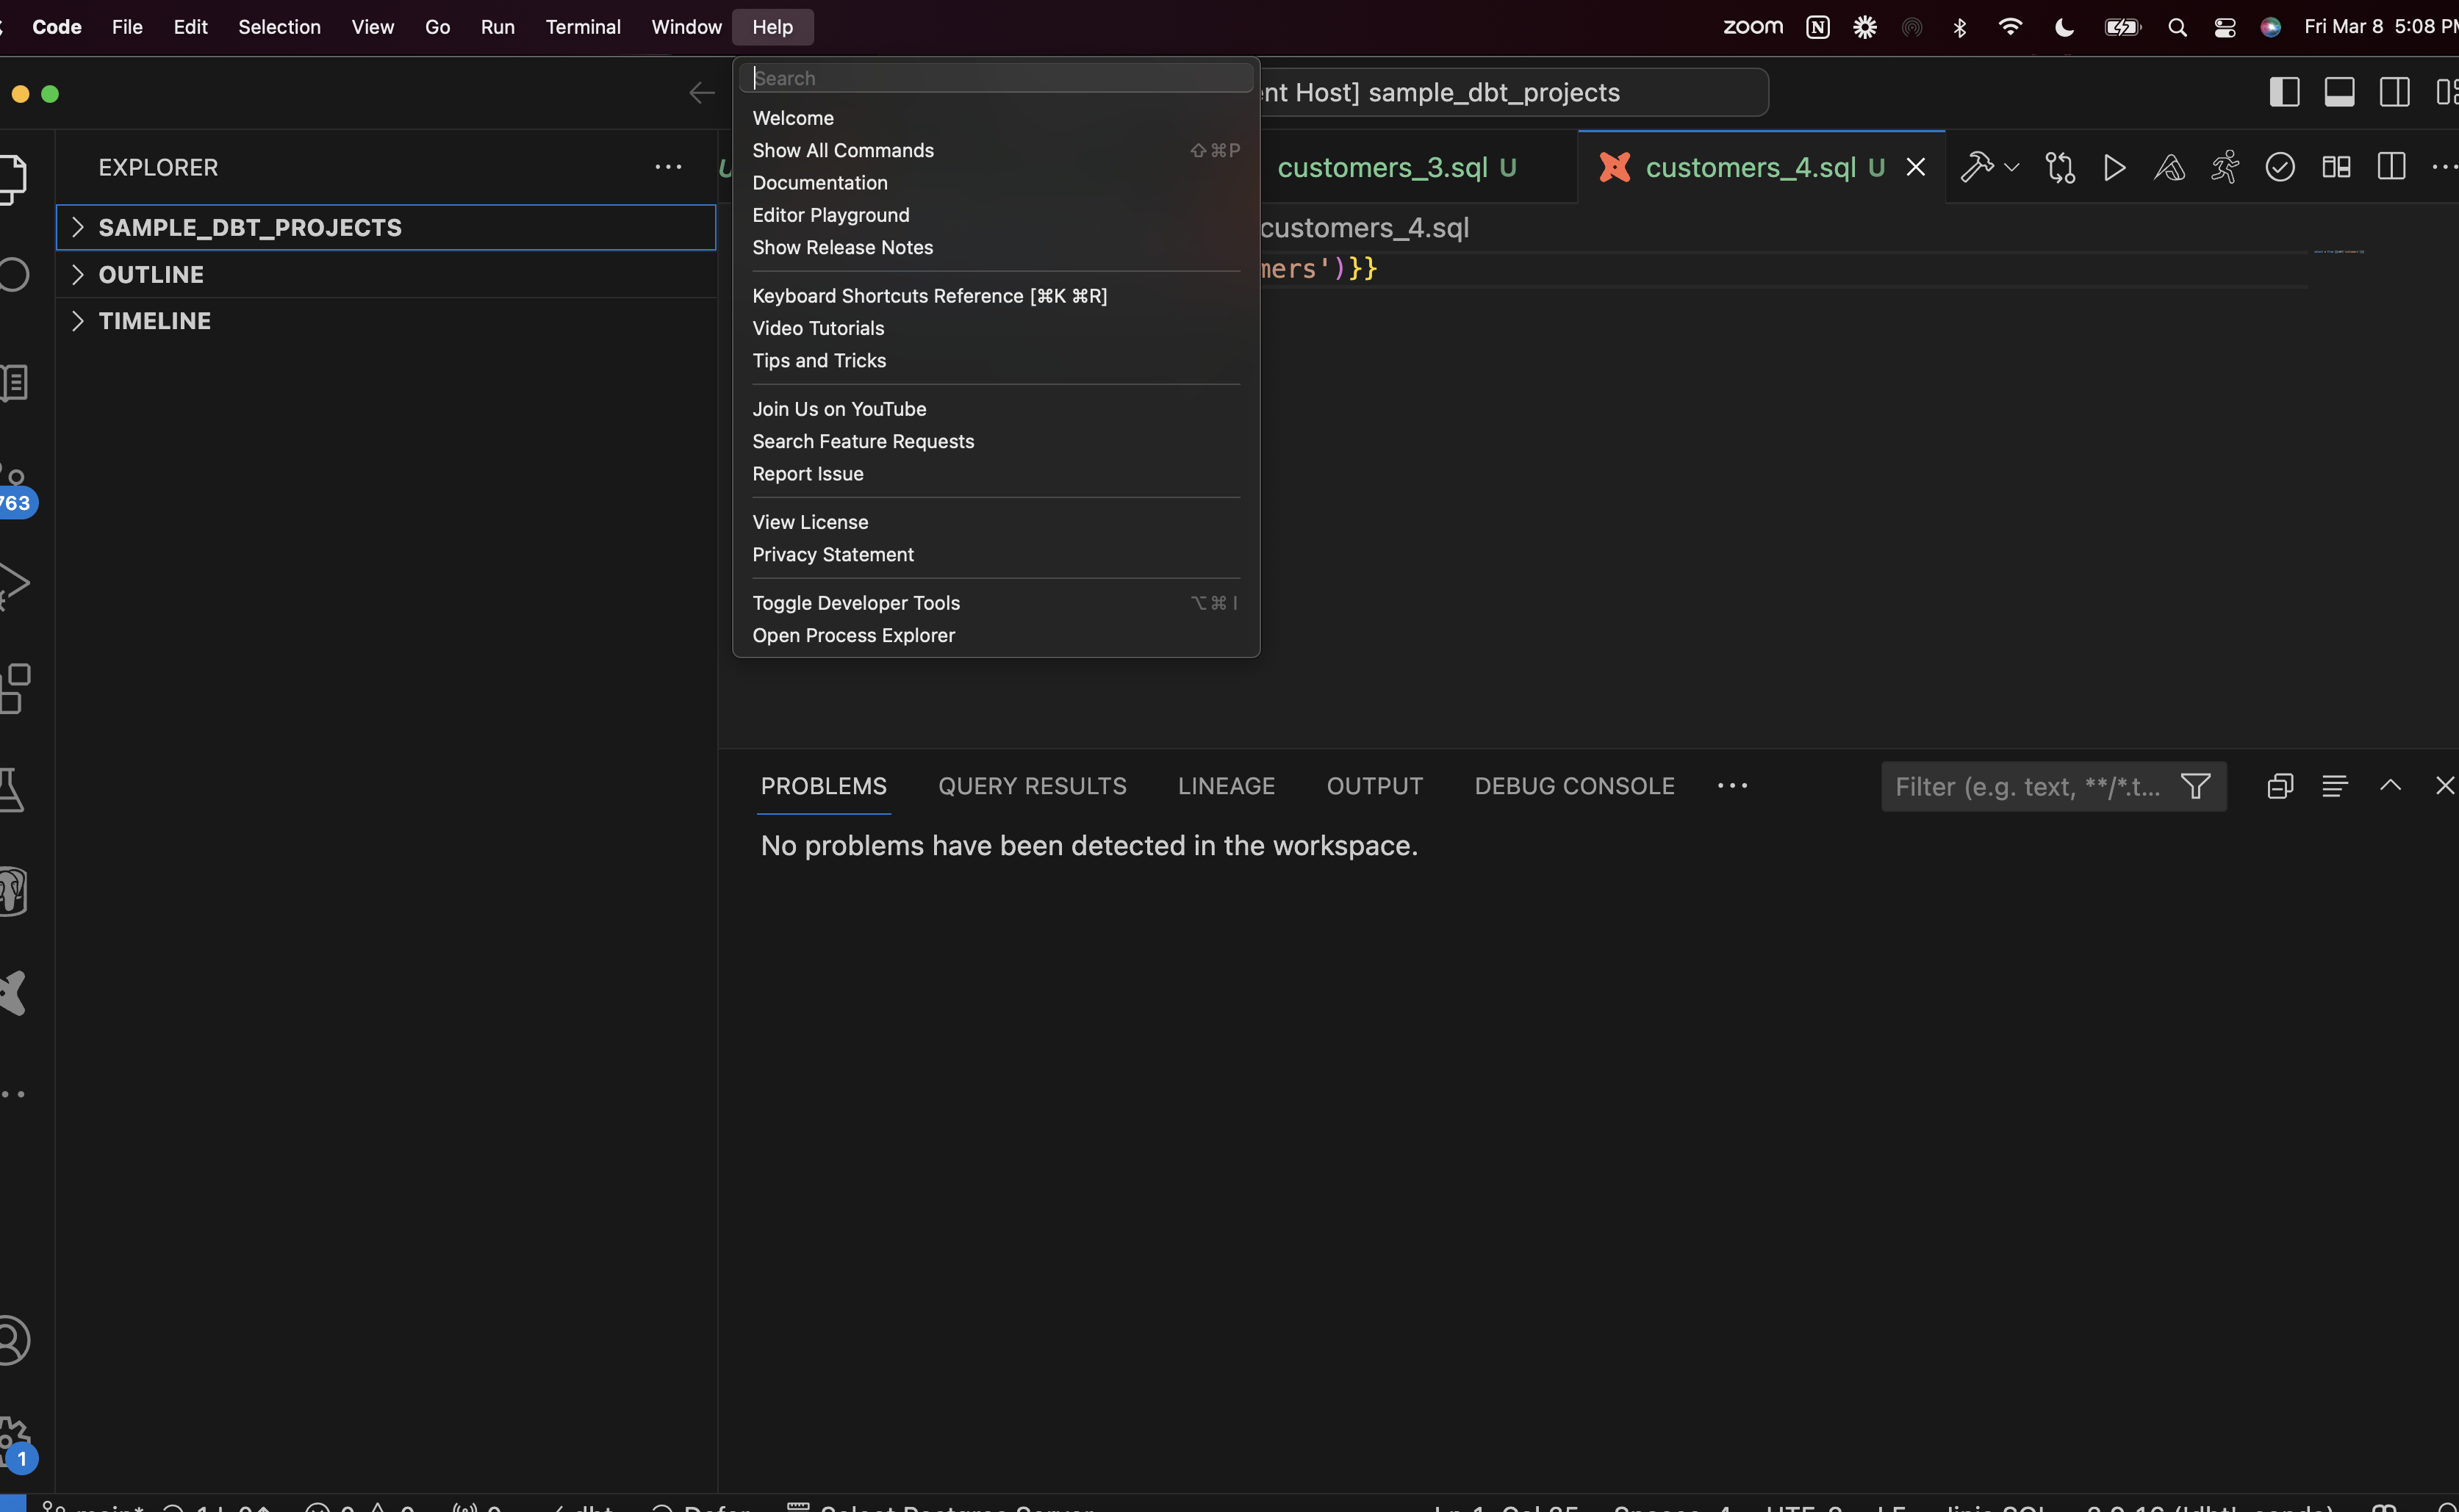 Code File Edit Selection View Go Run Terminal Window Help zoom Fri Mar 8 5:08
Search
ent Host] sample_dbt_projects
Welcome
Show All Commands ⇧⌘P
Documentation
Editor Playground
Show Release Notes
Keyboard Shortcuts Reference [⌘K ⌘R]
Video Tutorials
Tips and Tricks
Join Us on YouTube
Search Feature Requests
Report Issue
View License
Privacy Statement
Toggle Developer Tools ⌥⌘I
Open Process Explorer
EXPLORER
SAMPLE_DBT_PROJECTS
OUTLINE
TIMELINE
763
1
U customers_3.sql U customers_4.sql U
customers_4.sql
mers')}}
PROBLEMS QUERY RESULTS LINEAGE OUTPUT DEBUG CONSOLE
Filter (e.g. text, **/*.t...
No problems have been detected in the workspace.